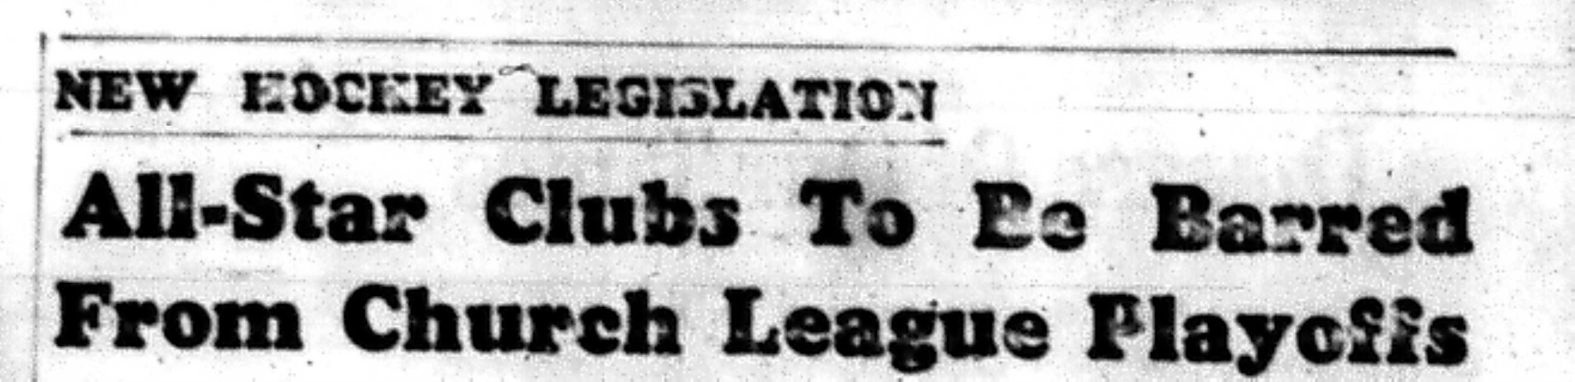 NEW HOCKEY LEGISLATION
All-Star Clubs To Be Barred
From Church League Playoffs